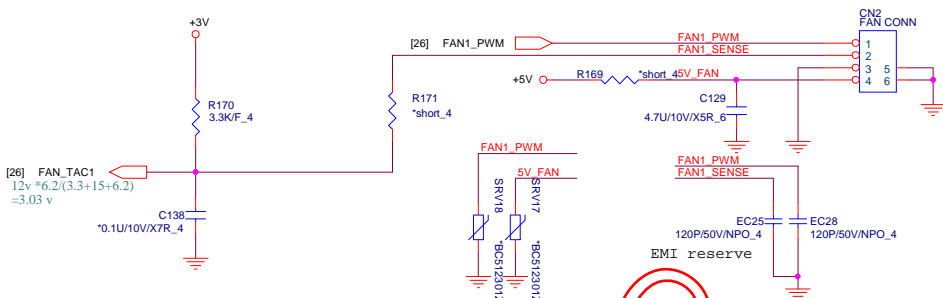 +3V
R170
3.3K/F_4
[26] FAN_TAC1
12v *6.2/(3.3+15+6.2)
=3.03 v
C138
*0.1U/10V/X7R_4
R171
*short_4
[26] FAN1_PWM
FAN1_PWM
FAN1_SENSE
+5V
R169
*short_4
5V_FAN
C129
4.7U/10V/X5R_6
CN2
FAN CONN
1
2
3
4
5
6
FAN1_PWM
5V_FAN
SRV18
*BC5123012
SRV17
*BC5123012
FAN1_PWM
FAN1_SENSE
EC25
120P/50V/NPO_4
EC28
120P/50V/NPO_4
EMI reserve